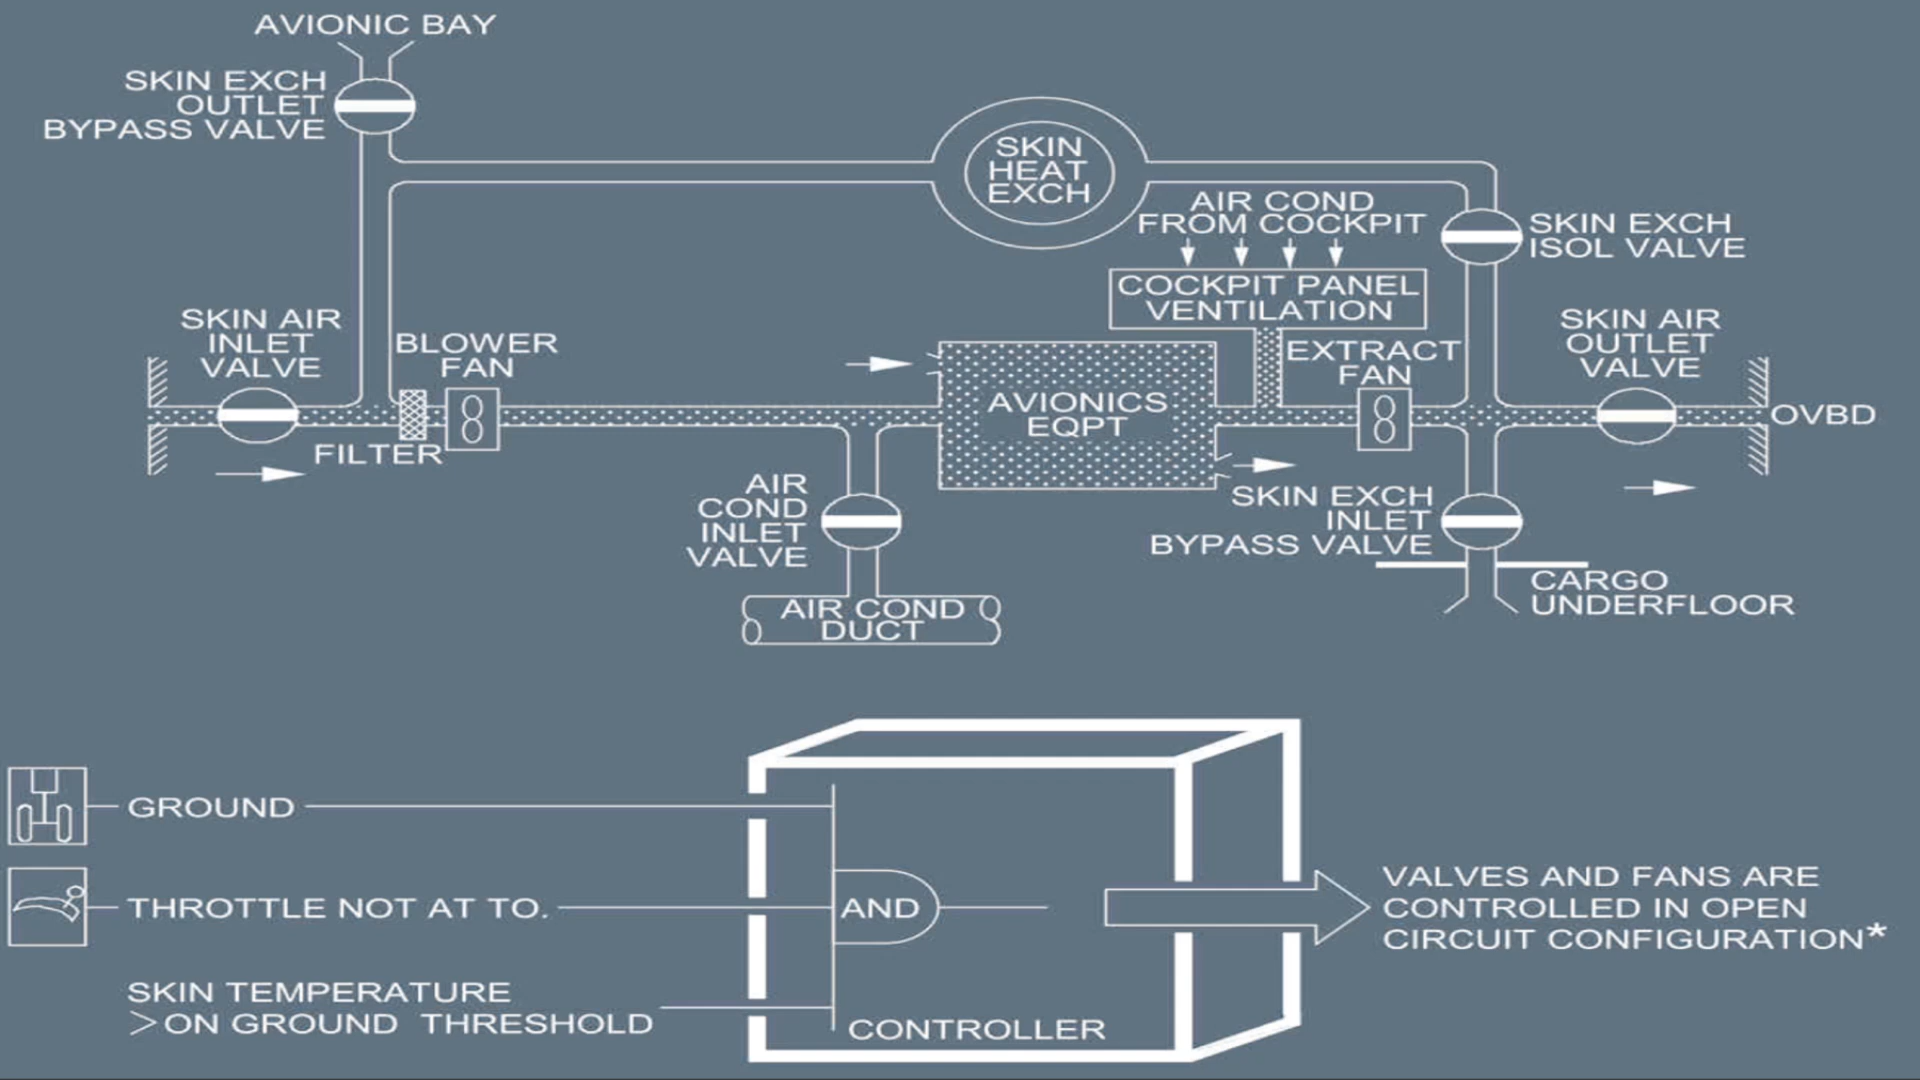 AVIONIC BAY
SKIN EXCH
OUTLET
BYPASS VALVE
SKIN
HEAT
EXCH
AIR COND
FROM COCKPIT
SKIN EXCH
ISOL VALVE
COCKPIT PANEL
VENTILATION
SKIN AIR
INLET
VALVE
BLOWER
FAN
EXTRACT
FAN
SKIN AIR
OUTLET
VALVE
AVIONICS
EQPT
OVBD
FILTER
AIR
COND
INLET
VALVE
SKIN EXCH
INLET
BYPASS VALVE
AIR COND
DUCT
CARGO
UNDERFLOOR
GROUND
THROTTLE NOT AT TO.
AND
VALVES AND FANS ARE
CONTROLLED IN OPEN
CIRCUIT CONFIGURATION*
SKIN TEMPERATURE
>ON GROUND THRESHOLD
CONTROLLER